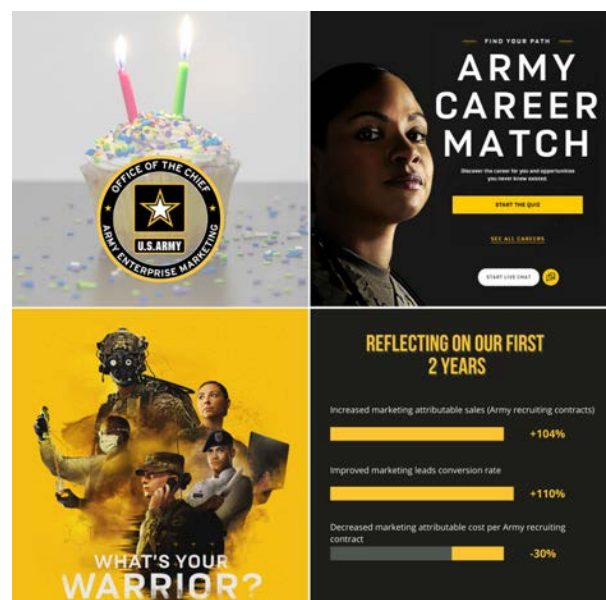 OFFICE OF THE CHIEF
U.S.ARMY
ARMY ENTERPRISE MARKETING
FIND YOUR PATH
ARMY
CAREER
MATCH
Discover the career for you and opportunities
you never knew existed.
START THE QUIZ
SEE ALL CAREERS
START LIVE CHAT
WHAT'S YOUR
WARRIOR?
REFLECTING ON OUR FIRST
2 YEARS
Increased marketing attributable sales (Army recruiting contracts)
+104%
Improved marketing leads conversion rate
+110%
Decreased marketing attributable cost per Army recruiting
contract
-30%